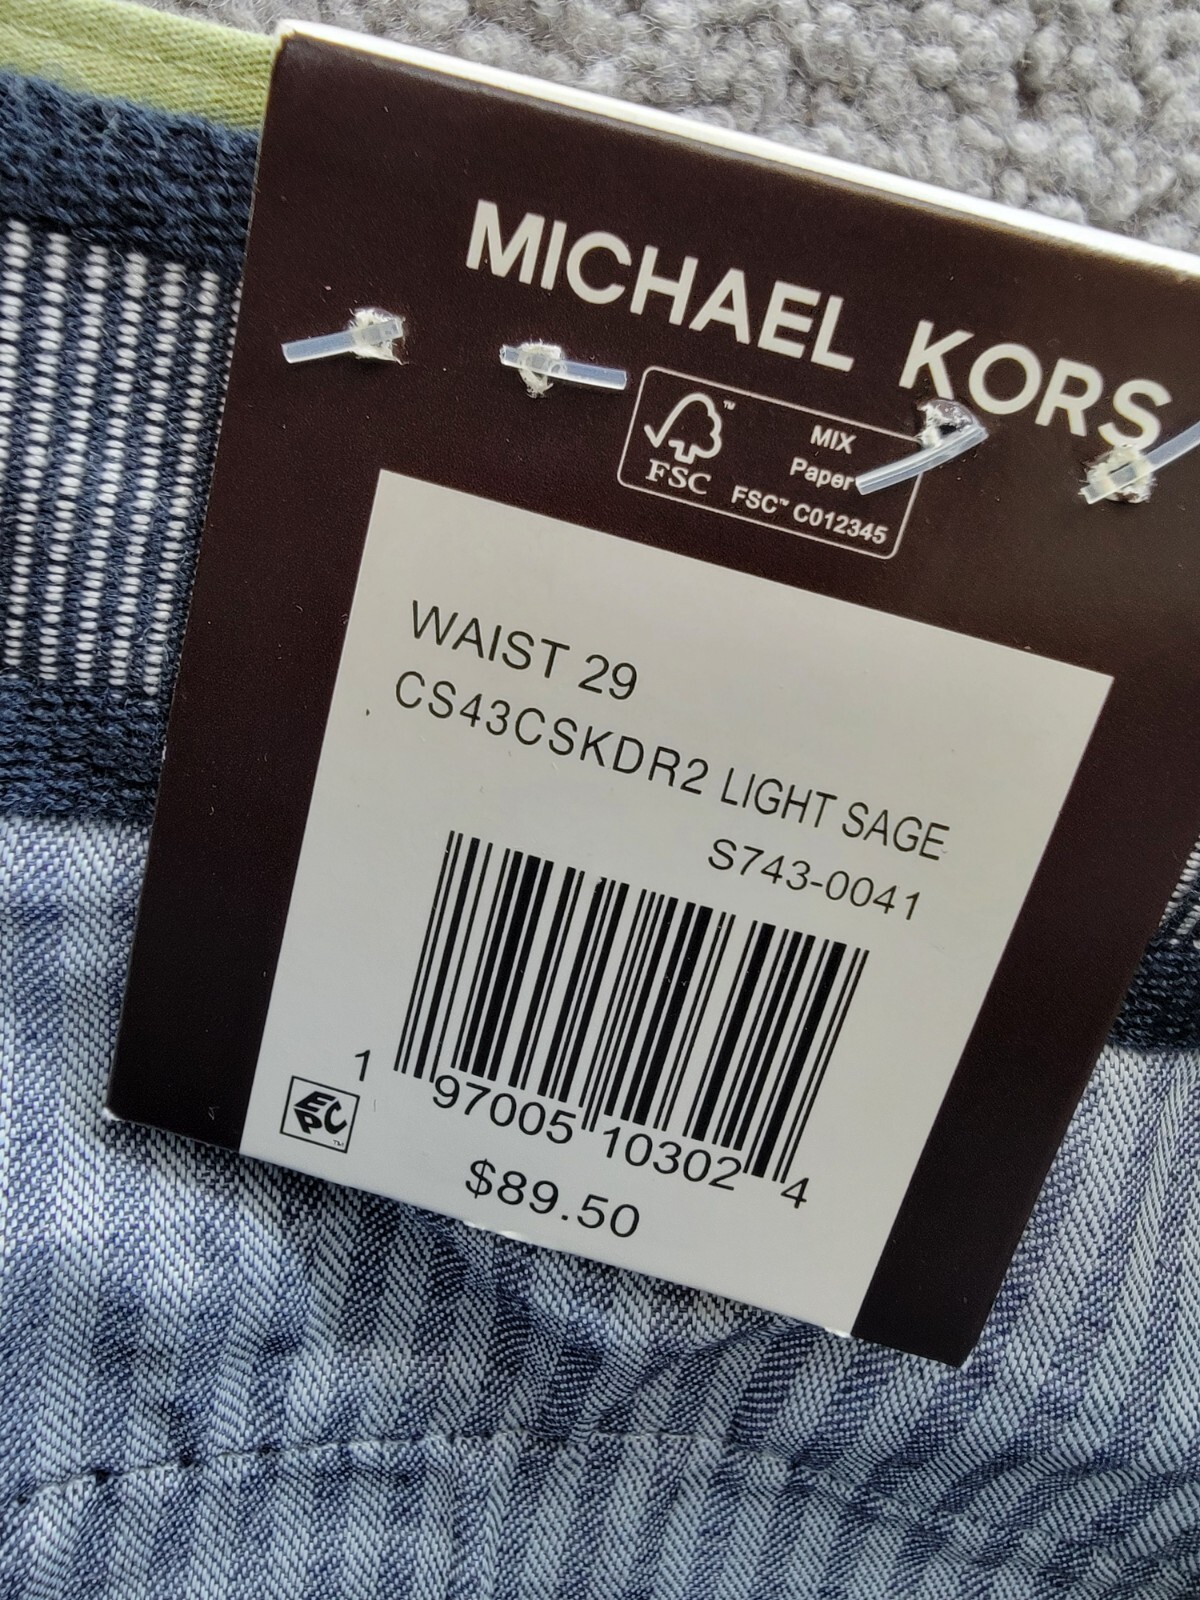 MICHAEL KORS
FSC
MIX
Paper
FSC™ C012345
WAIST 29
CS43CSKDR2 LIGHT SAGE
S743-0041
1 97005 10302 4
EPC™
$89.50